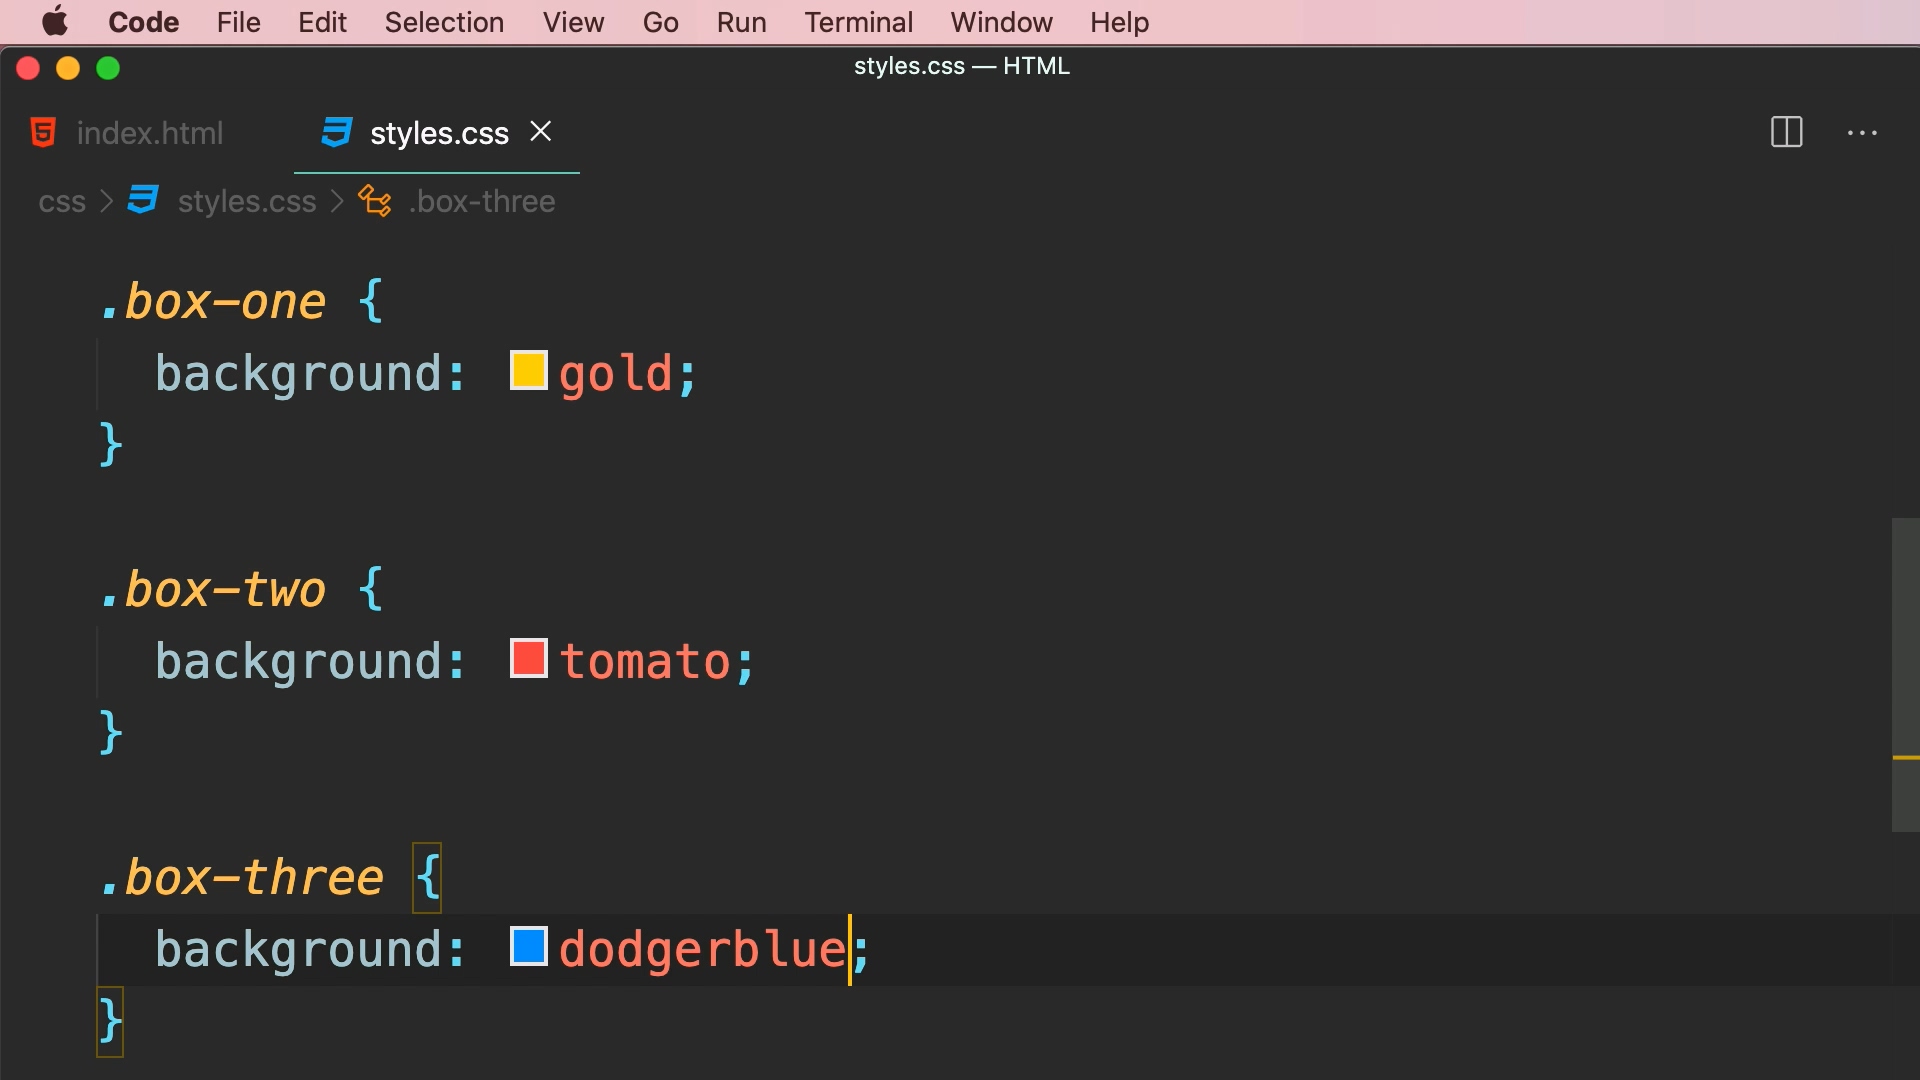 Code File Edit Selection View Go Run Terminal Window Help
styles.css — HTML
index.html styles.css
css > styles.css > .box-three
.box-one {
background: gold;
}
.box-two {
background: tomato;
}
.box-three {
background: dodgerblue;
}